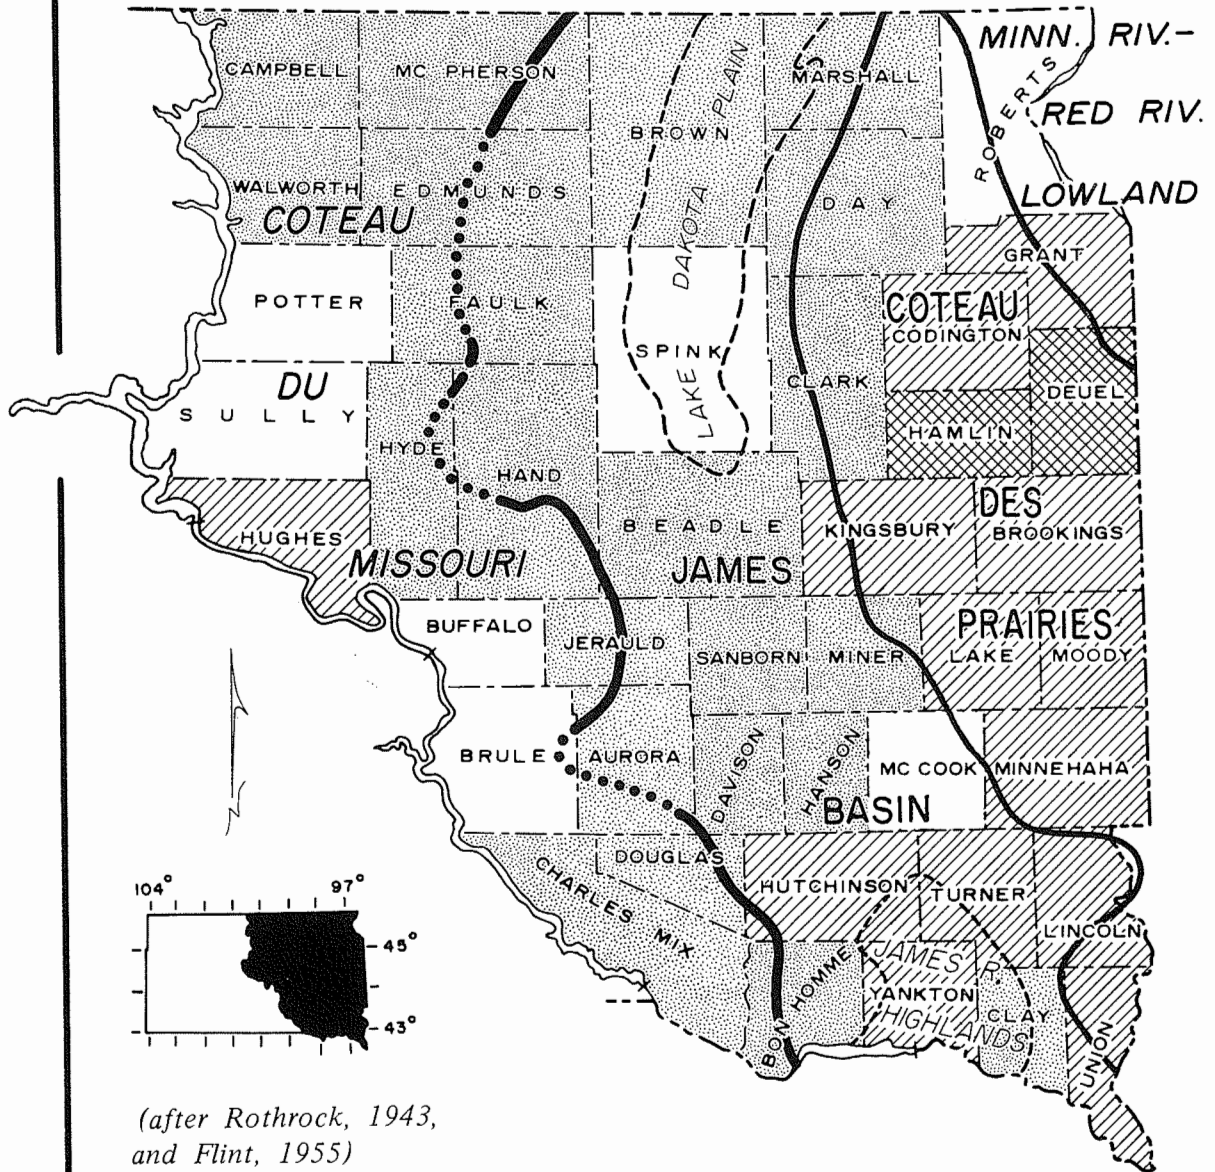 MINN. RIV.-
CAMPBELL MC PHERSON MARSHALL
PLAIN
ROBERTS
RED RIV.
BROWN
WALWORTH EDMUNDS DAY LOWLAND
COTEAU
DAKOTA
GRANT
POTTER FAULK COTEAU
CODINGTON
SPINK
DU CLARK DEUEL
SULLY LAKE
HYDE HAMLIN
HAND
DES
HUGHES BEADLE KINGSBURY BROOKINGS
MISSOURI JAMES
BUFFALO PRAIRIES
JERAULD SANBORN MINER LAKE MOODY
BRULE AURORA DAVISON HANSON MC COOK MINNEHAHA
BASIN
DOUGLAS
CHARLES MIX HUTCHINSON TURNER
LINCOLN
JAMES R.
BON HOMME YANKTON CLAY
HIGHLANDS
UNION
104° 97°
45°
43°
(after Rothrock, 1943,
and Flint, 1955)